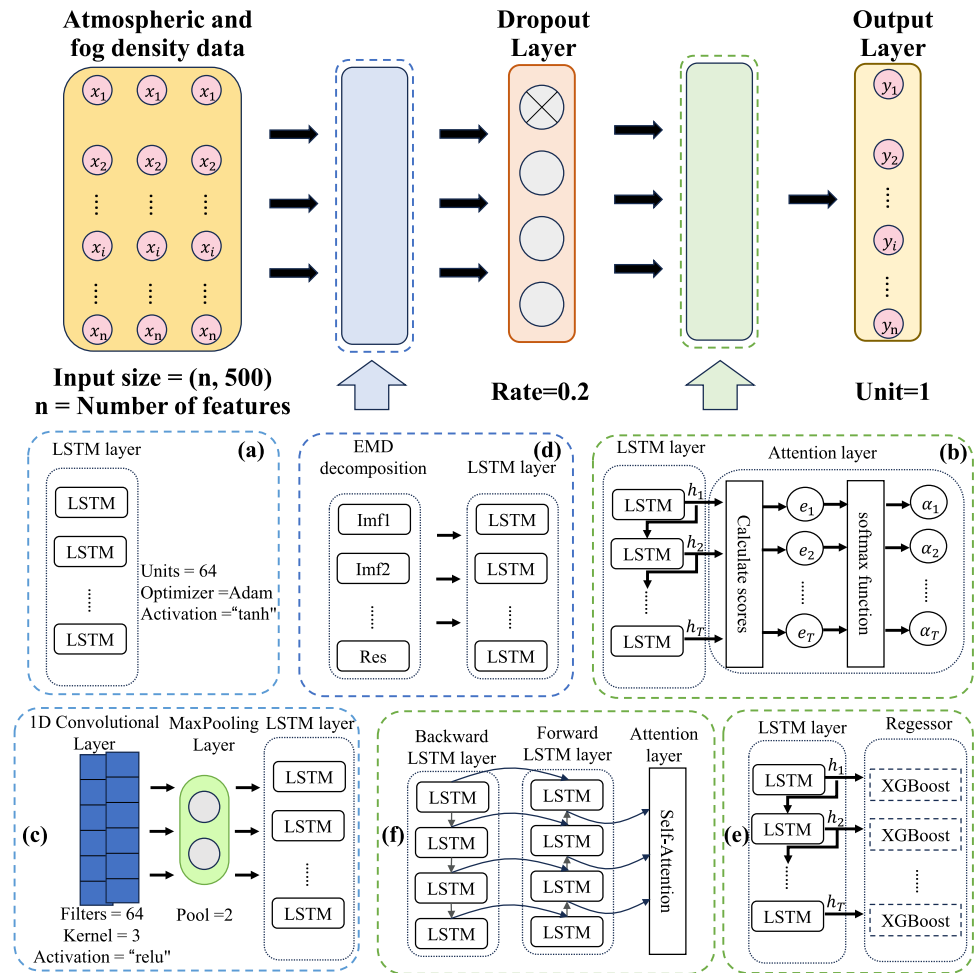 Atmospheric and
fog density data
Dropout
Layer
Output
Layer
x₁ x₁ x₁
x₂ x₂ x₂
...... ...... ......
xᵢ xᵢ xᵢ
...... ...... ......
xₙ xₙ xₙ
y₁
y₂
......
yᵢ
......
yₙ
Input size = (n, 500)
n = Number of features
Rate=0.2
Unit=1
(a)
LSTM layer
LSTM
LSTM
......
LSTM
Units = 64
Optimizer =Adam
Activation =“tanh"
(d)
EMD
decomposition
LSTM layer
Imf1
Imf2
......
Res
LSTM
LSTM
......
LSTM
(b)
LSTM layer
Attention layer
LSTM
h₁
LSTM
h₂
......
LSTM
h_T
Calculate scores
e₁
e₂
......
e_T
softmax function
α₁
α₂
......
α_T
(c)
1D Convolutional
Layer
MaxPooling
Layer
LSTM layer
LSTM
LSTM
......
LSTM
Filters = 64
Kernel = 3
Activation = “relu"
Pool =2
(f)
Backward
LSTM layer
Forward
LSTM layer
Attention
layer
LSTM
LSTM
LSTM
LSTM
LSTM
LSTM
LSTM
LSTM
Self-Attention
(e)
LSTM layer
Regressor
LSTM
h₁
XGBoost
LSTM
h₂
XGBoost
......
......
LSTM
h_T
XGBoost